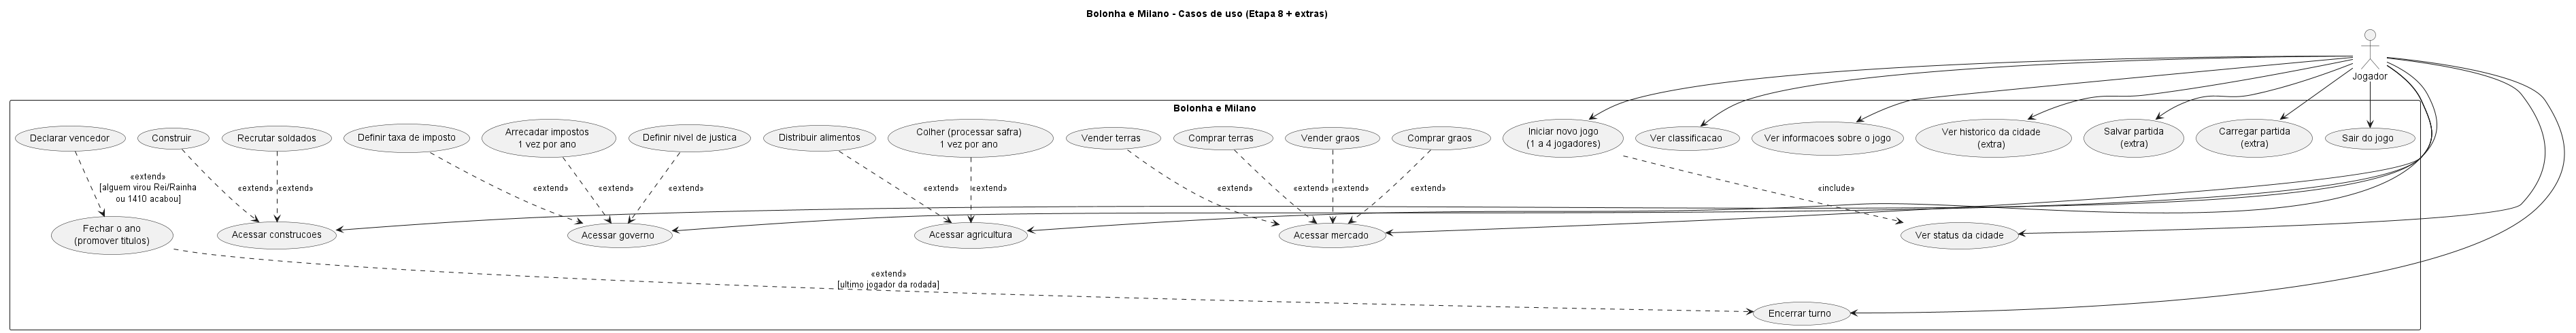 Bolonha e Milano - Casos de uso (Etapa 8 + extras)
Jogador
Bolonha e Milano
Declarar vencedor
Construir
Recrutar soldados
Definir taxa de imposto
Arrecadar impostos
1 vez por ano
Definir nivel de justica
Distribuir alimentos
Colher (processar safra)
1 vez por ano
Vender terras
Comprar terras
Vender graos
Comprar graos
Iniciar novo jogo
(1 a 4 jogadores)
Ver classificacao
Ver informacoes sobre o jogo
Ver historico da cidade
(extra)
Salvar partida
(extra)
Carregar partida
(extra)
Sair do jogo
«extend»
[alguem virou Rei/Rainha
ou 1410 acabou]
«extend»
«extend»
«extend»
«extend»
«extend»
«extend»
«extend»
«extend»
«extend»
«extend»
«extend»
«include»
Fechar o ano
(promover titulos)
Acessar construcoes
Acessar governo
Acessar agricultura
Acessar mercado
Ver status da cidade
«extend»
[ultimo jogador da rodada]
Encerrar turno